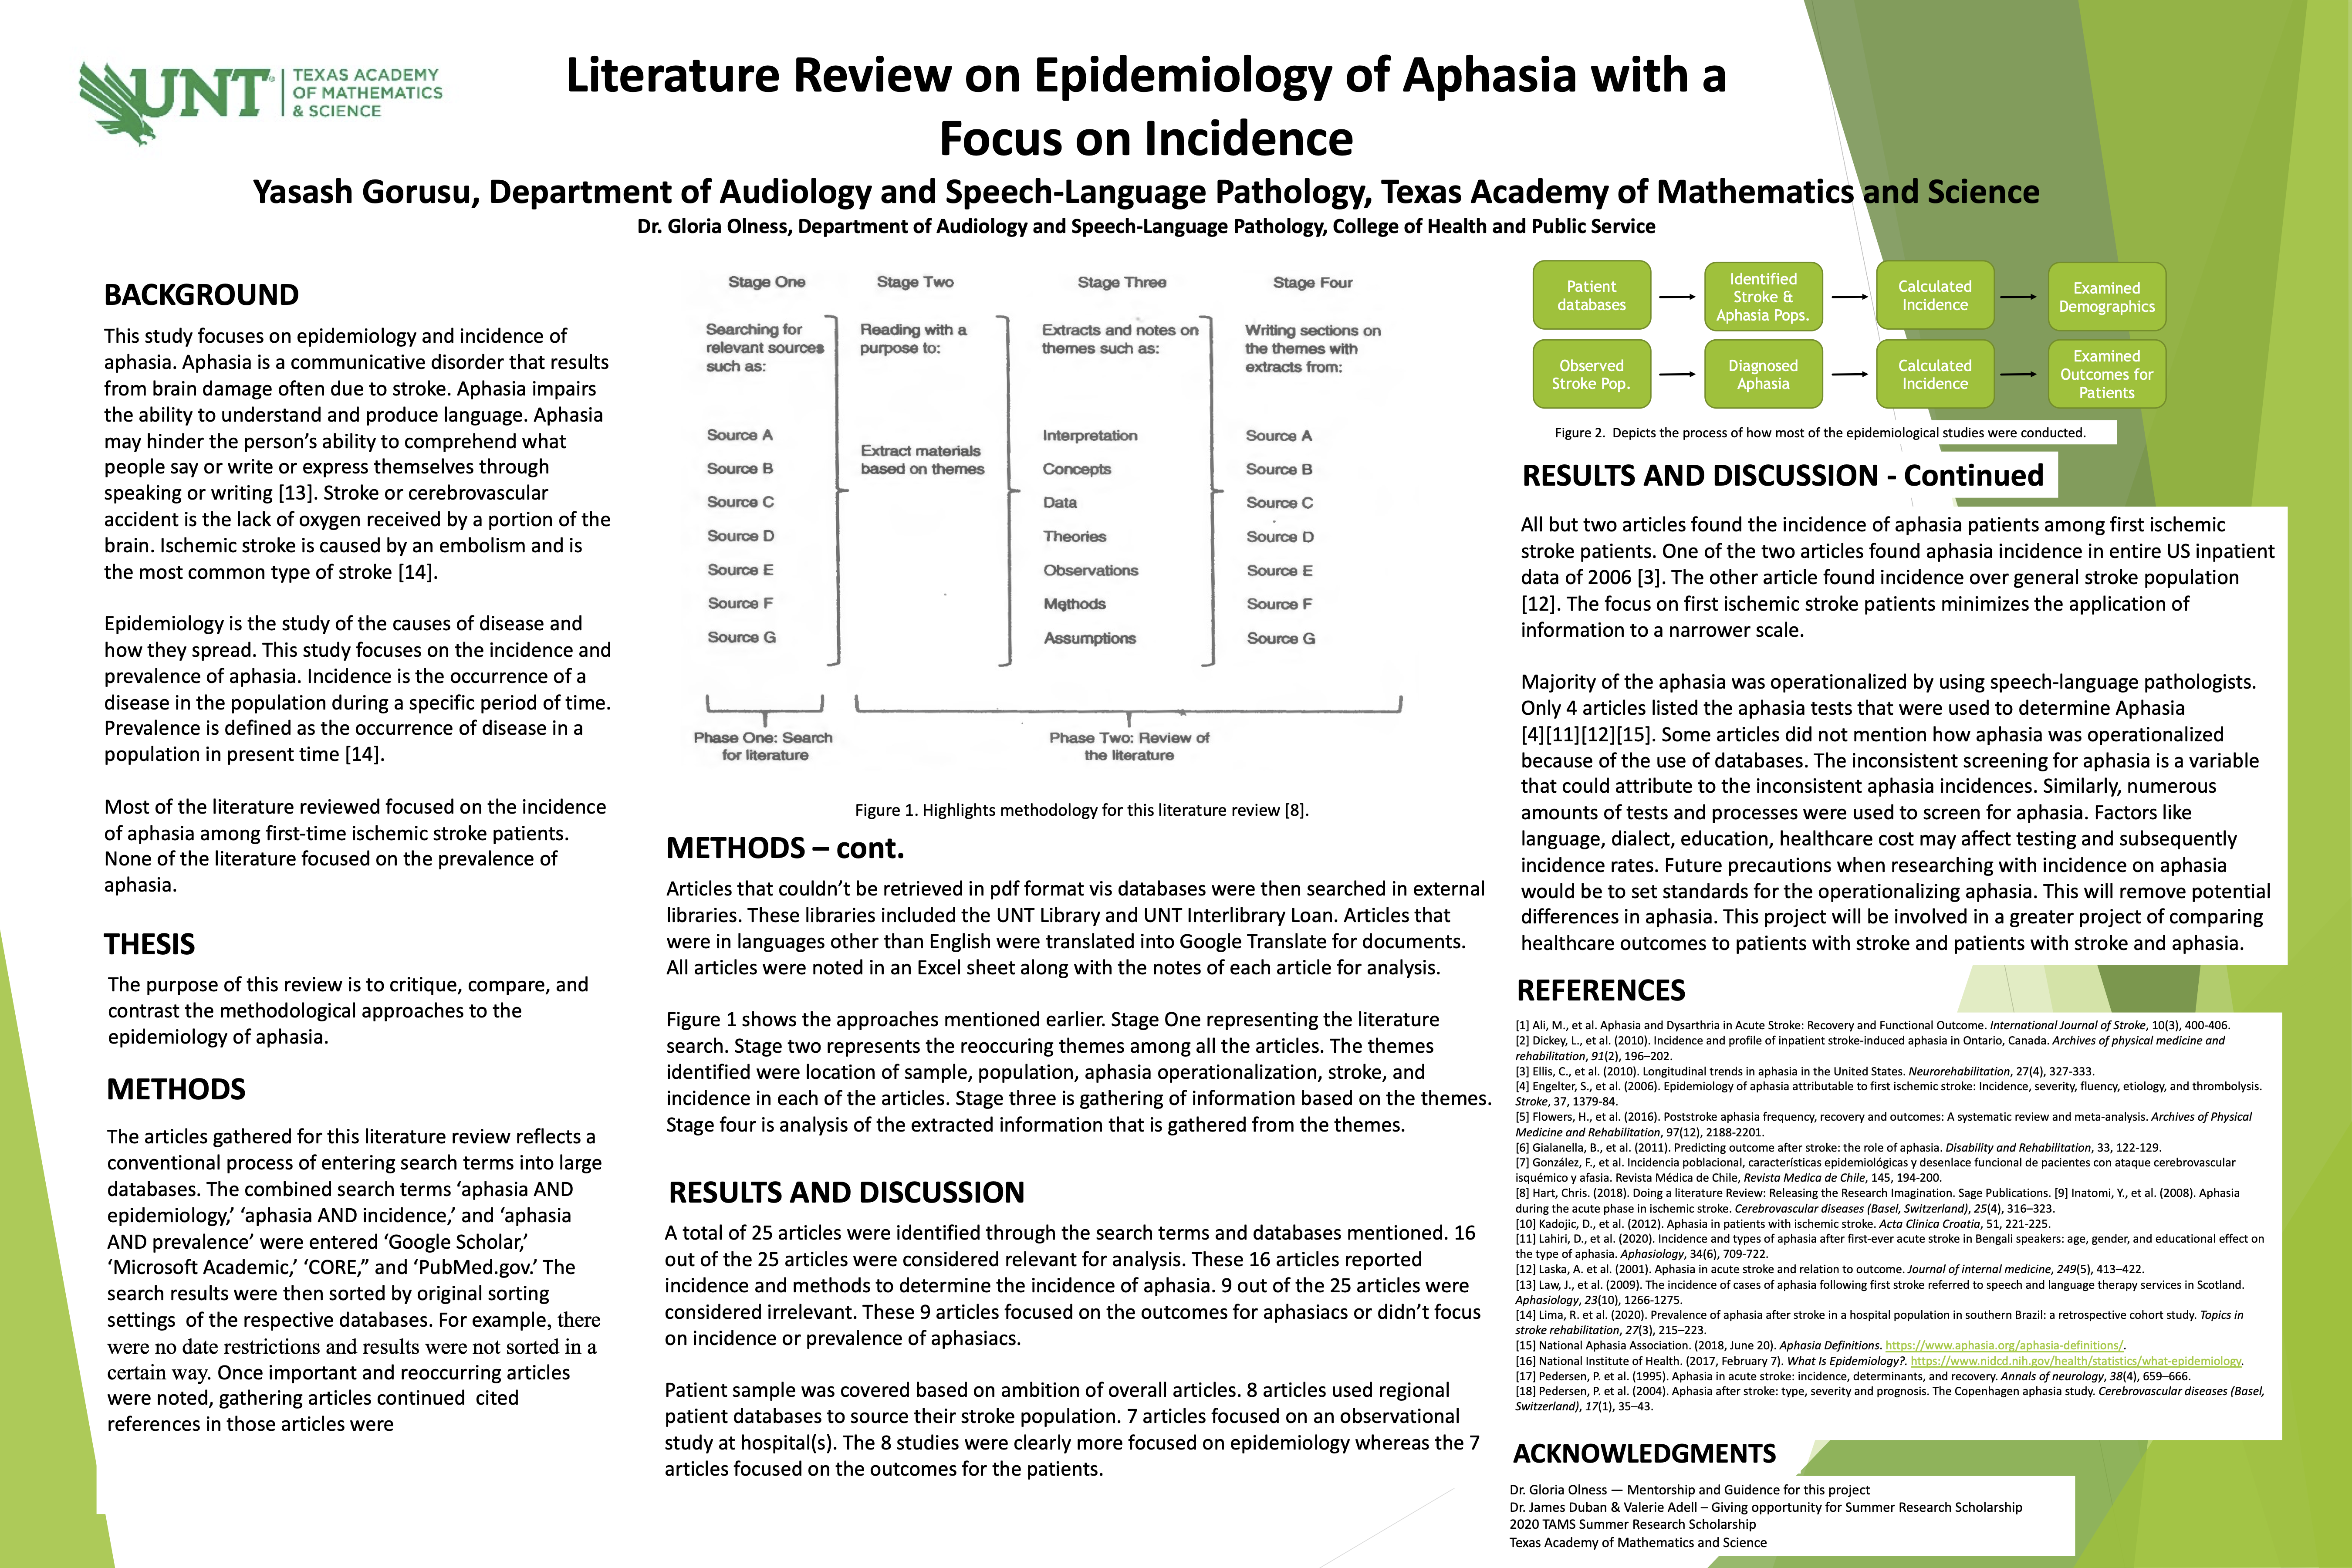 UNT
TEXAS ACADEMY
OF MATHEMATICS
& SCIENCE
Literature Review on Epidemiology of Aphasia with a
Focus on Incidence
Yasash Gorusu, Department of Audiology and Speech-Language Pathology, Texas Academy of Mathematics and Science
Dr. Gloria Olness, Department of Audiology and Speech-Language Pathology, College of Health and Public Service
BACKGROUND
This study focuses on epidemiology and incidence of
aphasia. Aphasia is a communicative disorder that results
from brain damage often due to stroke. Aphasia impairs
the ability to understand and produce language. Aphasia
may hinder the person’s ability to comprehend what
people say or write or express themselves through
speaking or writing [13]. Stroke or cerebrovascular
accident is the lack of oxygen received by a portion of the
brain. Ischemic stroke is caused by an embolism and is
the most common type of stroke [14].
Epidemiology is the study of the causes of disease and
how they spread. This study focuses on the incidence and
prevalence of aphasia. Incidence is the occurrence of a
disease in the population during a specific period of time.
Prevalence is defined as the occurrence of disease in a
population in present time [14].
Most of the literature reviewed focused on the incidence
of aphasia among first-time ischemic stroke patients.
None of the literature focused on the prevalence of
aphasia.
THESIS
The purpose of this review is to critique, compare, and
contrast the methodological approaches to the
epidemiology of aphasia.
METHODS
The articles gathered for this literature review reflects a
conventional process of entering search terms into large
databases. The combined search terms ‘aphasia AND
epidemiology,’ ‘aphasia AND incidence,’ and ‘aphasia
AND prevalence’ were entered ‘Google Scholar,’
‘Microsoft Academic,’ ‘CORE,” and ‘PubMed.gov.’ The
search results were then sorted by original sorting
settings of the respective databases. For example, there
were no date restrictions and results were not sorted in a
certain way. Once important and reoccurring articles
were noted, gathering articles continued cited
references in those articles were
Stage One
Stage Two
Stage Three
Stage Four
Searching for
relevant sources
such as:
Reading with a
purpose to:
Extracts and notes on
themes such as:
Writing sections on
the themes with
extracts from:
Source A
Source B
Source C
Source D
Source E
Source F
Source G
Extract materials
based on themes
Interpretation
Concepts
Data
Theories
Observations
Methods
Assumptions
Source A
Source B
Source C
Source D
Source E
Source F
Source G
Phase One: Search
for literature
Phase Two: Review of
the literature
Figure 1. Highlights methodology for this literature review [8].
METHODS – cont.
Articles that couldn’t be retrieved in pdf format vis databases were then searched in external
libraries. These libraries included the UNT Library and UNT Interlibrary Loan. Articles that
were in languages other than English were translated into Google Translate for documents.
All articles were noted in an Excel sheet along with the notes of each article for analysis.
Figure 1 shows the approaches mentioned earlier. Stage One representing the literature
search. Stage two represents the reoccuring themes among all the articles. The themes
identified were location of sample, population, aphasia operationalization, stroke, and
incidence in each of the articles. Stage three is gathering of information based on the themes.
Stage four is analysis of the extracted information that is gathered from the themes.
RESULTS AND DISCUSSION
A total of 25 articles were identified through the search terms and databases mentioned. 16
out of the 25 articles were considered relevant for analysis. These 16 articles reported
incidence and methods to determine the incidence of aphasia. 9 out of the 25 articles were
considered irrelevant. These 9 articles focused on the outcomes for aphasiacs or didn’t focus
on incidence or prevalence of aphasiacs.
Patient sample was covered based on ambition of overall articles. 8 articles used regional
patient databases to source their stroke population. 7 articles focused on an observational
study at hospital(s). The 8 studies were clearly more focused on epidemiology whereas the 7
articles focused on the outcomes for the patients.
Patient
databases
Identified
Stroke &
Aphasia Pops.
Calculated
Incidence
Examined
Demographics
Observed
Stroke Pop.
Diagnosed
Aphasia
Calculated
Incidence
Examined
Outcomes for
Patients
Figure 2. Depicts the process of how most of the epidemiological studies were conducted.
RESULTS AND DISCUSSION - Continued
All but two articles found the incidence of aphasia patients among first ischemic
stroke patients. One of the two articles found aphasia incidence in entire US inpatient
data of 2006 [3]. The other article found incidence over general stroke population
[12]. The focus on first ischemic stroke patients minimizes the application of
information to a narrower scale.
Majority of the aphasia was operationalized by using speech-language pathologists.
Only 4 articles listed the aphasia tests that were used to determine Aphasia
[4][11][12][15]. Some articles did not mention how aphasia was operationalized
because of the use of databases. The inconsistent screening for aphasia is a variable
that could attribute to the inconsistent aphasia incidences. Similarly, numerous
amounts of tests and processes were used to screen for aphasia. Factors like
language, dialect, education, healthcare cost may affect testing and subsequently
incidence rates. Future precautions when researching with incidence on aphasia
would be to set standards for the operationalizing aphasia. This will remove potential
differences in aphasia. This project will be involved in a greater project of comparing
healthcare outcomes to patients with stroke and patients with stroke and aphasia.
REFERENCES
[1] Ali, M., et al. Aphasia and Dysarthria in Acute Stroke: Recovery and Functional Outcome. International Journal of Stroke, 10(3), 400-406.
[2] Dickey, L., et al. (2010). Incidence and profile of inpatient stroke-induced aphasia in Ontario, Canada. Archives of physical medicine and
rehabilitation, 91(2), 196–202.
[3] Ellis, C., et al. (2010). Longitudinal trends in aphasia in the United States. Neurorehabilitation, 27(4), 327-333.
[4] Engelter, S., et al. (2006). Epidemiology of aphasia attributable to first ischemic stroke: Incidence, severity, fluency, etiology, and thrombolysis.
Stroke, 37, 1379-84.
[5] Flowers, H., et al. (2016). Poststroke aphasia frequency, recovery and outcomes: A systematic review and meta-analysis. Archives of Physical
Medicine and Rehabilitation, 97(12), 2188-2201.
[6] Gialanella, B., et al. (2011). Predicting outcome after stroke: the role of aphasia. Disability and Rehabilitation, 33, 122-129.
[7] González, F., et al. Incidencia poblacional, características epidemiológicas y desenlace funcional de pacientes con ataque cerebrovascular
isquémico y afasia. Revista Médica de Chile, Revista Medica de Chile, 145, 194-200.
[8] Hart, Chris. (2018). Doing a literature Review: Releasing the Research Imagination. Sage Publications. [9] Inatomi, Y., et al. (2008). Aphasia
during the acute phase in ischemic stroke. Cerebrovascular diseases (Basel, Switzerland), 25(4), 316–323.
[10] Kadojic, D., et al. (2012). Aphasia in patients with ischemic stroke. Acta Clinica Croatia, 51, 221-225.
[11] Lahiri, D., et al. (2020). Incidence and types of aphasia after first-ever acute stroke in Bengali speakers: age, gender, and educational effect on
the type of aphasia. Aphasiology, 34(6), 709-722.
[12] Laska, A. et al. (2001). Aphasia in acute stroke and relation to outcome. Journal of internal medicine, 249(5), 413–422.
[13] Law, J., et al. (2009). The incidence of cases of aphasia following first stroke referred to speech and language therapy services in Scotland.
Aphasiology, 23(10), 1266-1275.
[14] Lima, R. et al. (2020). Prevalence of aphasia after stroke in a hospital population in southern Brazil: a retrospective cohort study. Topics in
stroke rehabilitation, 27(3), 215–223.
[15] National Aphasia Association. (2018, June 20). Aphasia Definitions. https://www.aphasia.org/aphasia-definitions/.
[16] National Institute of Health. (2017, February 7). What Is Epidemiology?. https://www.nidcd.nih.gov/health/statistics/what-epidemiology.
[17] Pedersen, P. et al. (1995). Aphasia in acute stroke: incidence, determinants, and recovery. Annals of neurology, 38(4), 659–666.
[18] Pedersen, P. et al. (2004). Aphasia after stroke: type, severity and prognosis. The Copenhagen aphasia study. Cerebrovascular diseases (Basel,
Switzerland), 17(1), 35–43.
ACKNOWLEDGMENTS
Dr. Gloria Olness — Mentorship and Guidance for this project
Dr. James Duban & Valerie Adell – Giving opportunity for Summer Research Scholarship
2020 TAMS Summer Research Scholarship
Texas Academy of Mathematics and Science